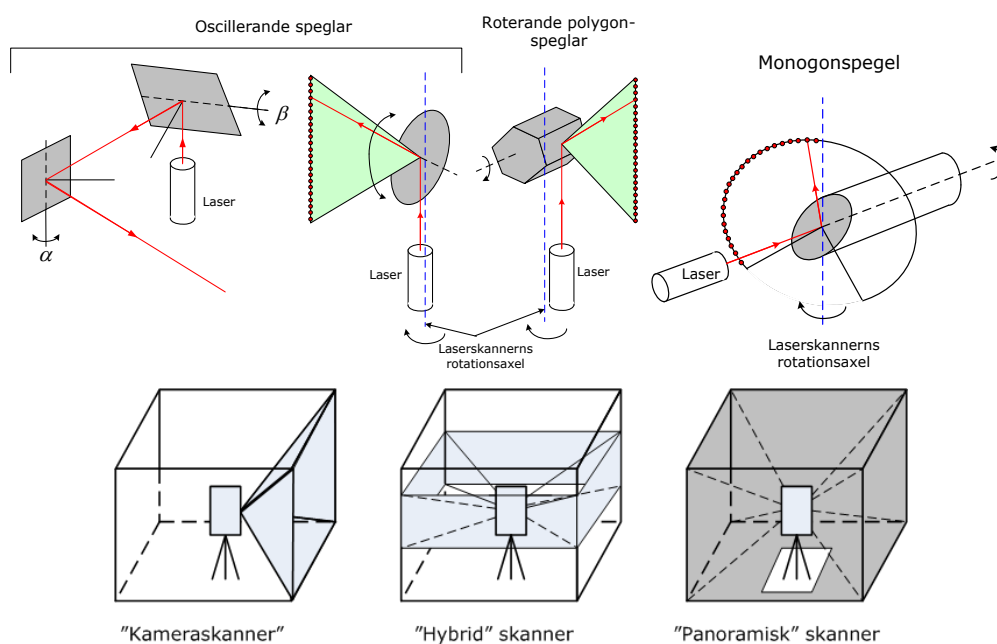 Oscillerande speglar
Roterande polygon-
speglar
Monogonspegel
β
Laser
α
Laser
Laser
Laser
Laserskannerns
rotationsaxel
Laserskannerns
rotationsaxel
”Kameraskanner”
”Hybrid” skanner
”Panoramisk” skanner